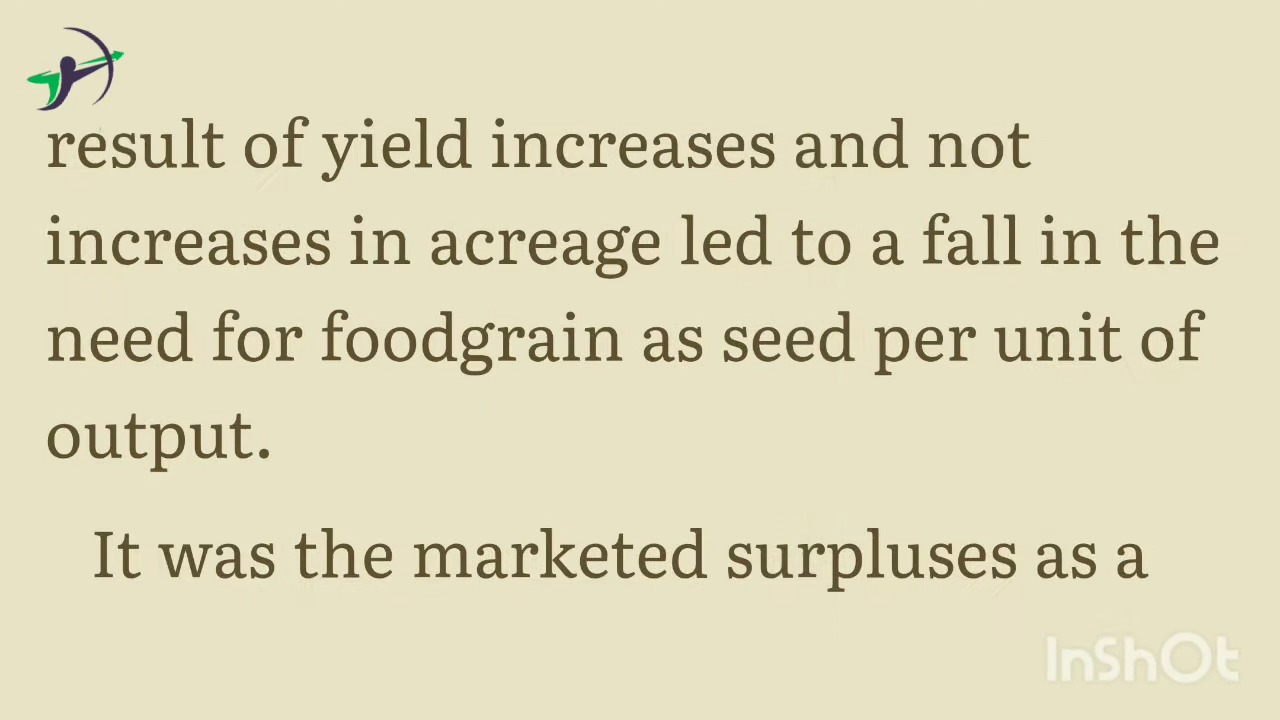 result of yield increases and not
increases in acreage led to a fall in the
need for foodgrain as seed per unit of
output.
It was the marketed surpluses as a
InShOt